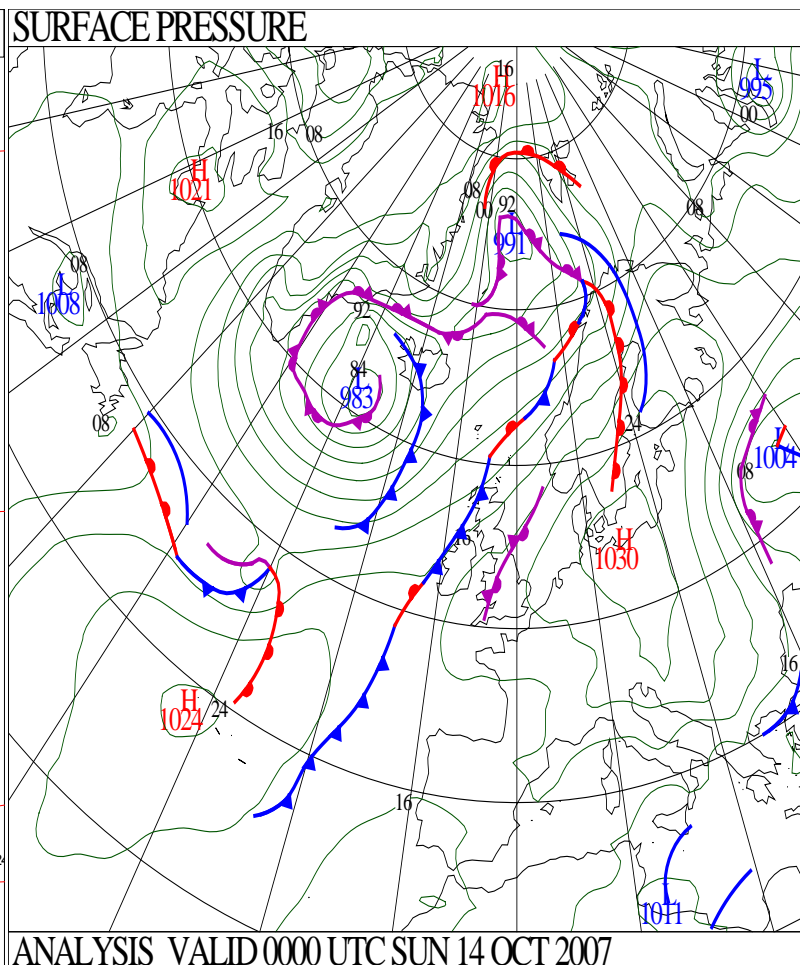 SURFACE PRESSURE
16
H
1016
L
995
00
16
08
H
1021
08
00
92
L
991
08
08
L
1008
92
84
L
983
08
24
L
1004
08
16
H
1030
16
H
1024
24
16
L
1011
ANALYSIS VALID 0000 UTC SUN 14 OCT 2007